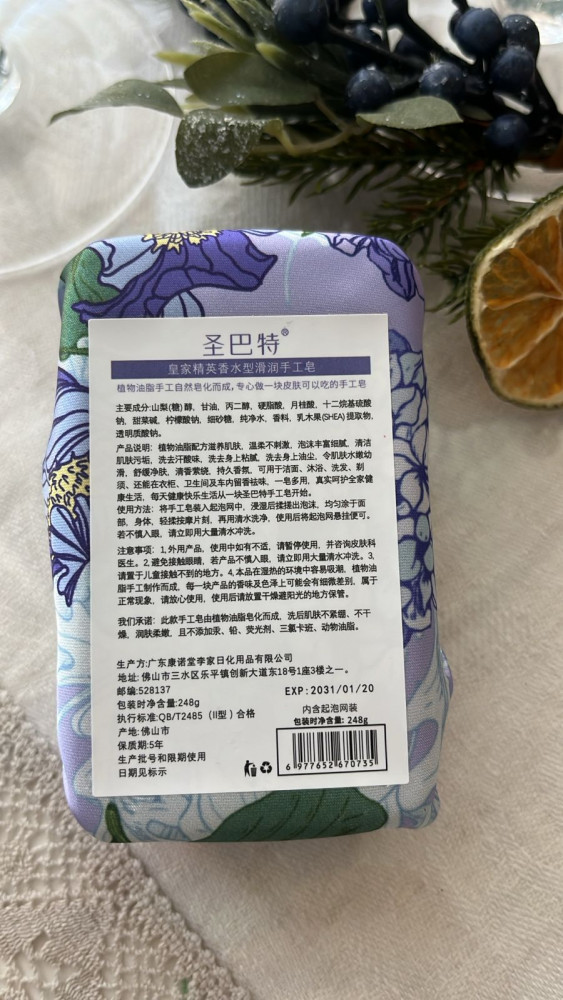 圣巴特®
皇家精英香水型滑润手工皂
植物油脂手工自然皂化而成,专心做一块皮肤可以吃的手工皂
主要成分:山梨(糖)醇、甘油、丙二醇、硬脂酸、月桂酸、十二烷基硫酸
钠、甜菜碱、柠檬酸钠、细砂糖、纯净水、香料、乳木果(SHEA)提取物、
透明质酸钠。
产品说明: 植物油脂配方滋养肌肤, 温柔不刺激, 泡沫丰富细腻, 清洁
肌肤污垢、洗去汗酸味、洗去身上粘腻、洗去身上油尘、令肌肤水嫩幼
滑, 舒缓净肤, 清香萦绕, 持久香氛, 可用于洁面、沐浴、洗发、剃
须、还能在衣柜、卫生间及车内留香祛味、一皂多用, 真实呵护全家健
康生活, 每天健康快乐生活从一块圣巴特手工皂开始。
使用方法: 将手工皂装入起泡网中, 浸湿后揉搓出泡沫, 均匀涂于面
部、身体, 轻揉按摩片刻, 再用清水洗净, 使用后将起泡网悬挂便可。
若不慎入眼, 请立即用大量清水冲洗。
注意事项: 1,外用产品, 使用中如有不适, 请暂停使用, 并咨询皮肤科
医生。2,避免接触眼睛, 若产品不慎入眼, 请立即用大量清水冲洗。3,
请置于儿童接触不到的地方。4,本品在湿热的环境中容易吸潮, 植物油
脂手工制作而成, 每一块产品的香味及色泽上可能会有细微差别, 属于
正常现象, 请放心使用, 使用后请放置干燥避阳光的地方保管。
我们承诺: 此款手工皂由植物油脂皂化而成, 洗后肌肤不紧绷、不干
燥, 润肤柔嫩, 且不添加汞、铅、荧光剂、三氯卡班、动物油脂。
生产方:广东康诺堂李家日化用品有限公司
地址: 佛山市三水区乐平镇创新大道东18号1座3楼之一。
邮编:528137
EXP: 2031/01/20
包装时净含量:248g
执行标准:QB/T2485 (II型) 合格
产地:佛山市
保质期:5年
生产批号和限期使用
日期见标示
内含起泡网装
包装时净含量: 248g
6 977652 670735